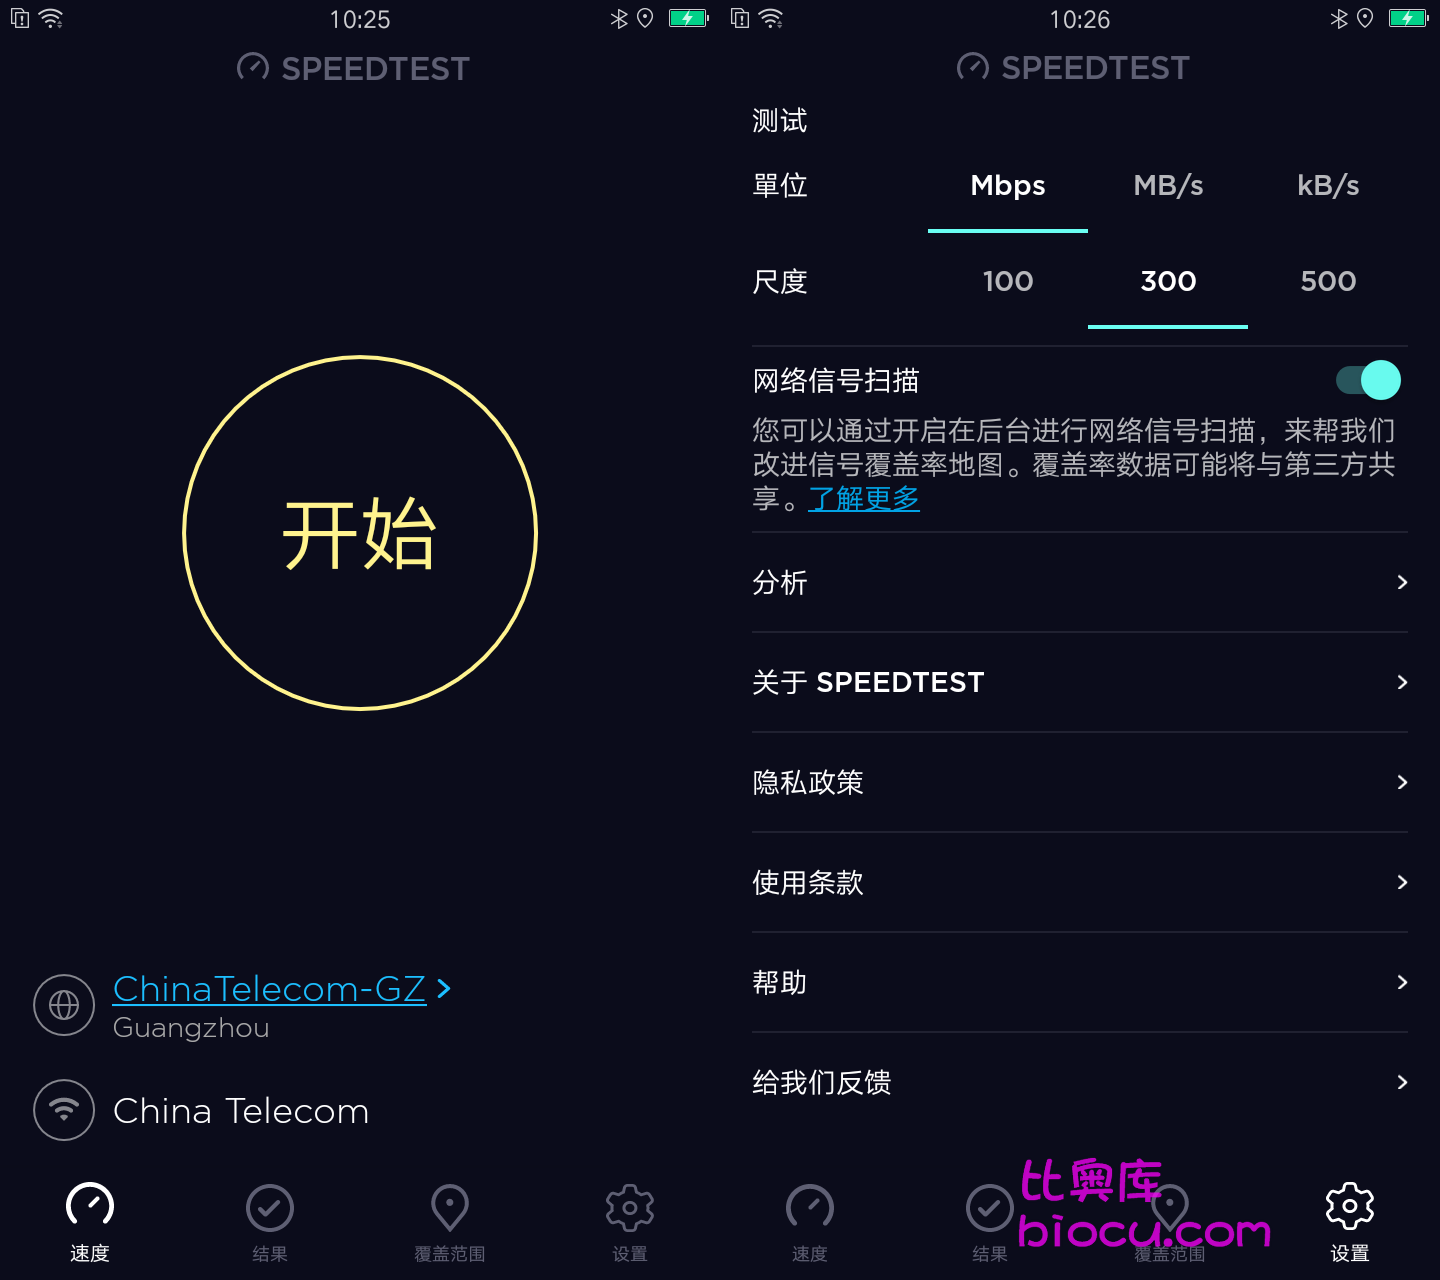 10:25
SPEEDTEST
开始
ChinaTelecom-GZ
Guangzhou
China Telecom
速度
结果
覆盖范围
设置
10:26
SPEEDTEST
测试
單位 Mbps MB/s kB/s
尺度 100 300 500
网络信号扫描
您可以通过开启在后台进行网络信号扫描，来帮我们
改进信号覆盖率地图。覆盖率数据可能将与第三方共
享。了解更多
分析
关于 SPEEDTEST
隐私政策
使用条款
帮助
给我们反馈
比奥库
biocu.com
速度
结果
覆盖范围
设置